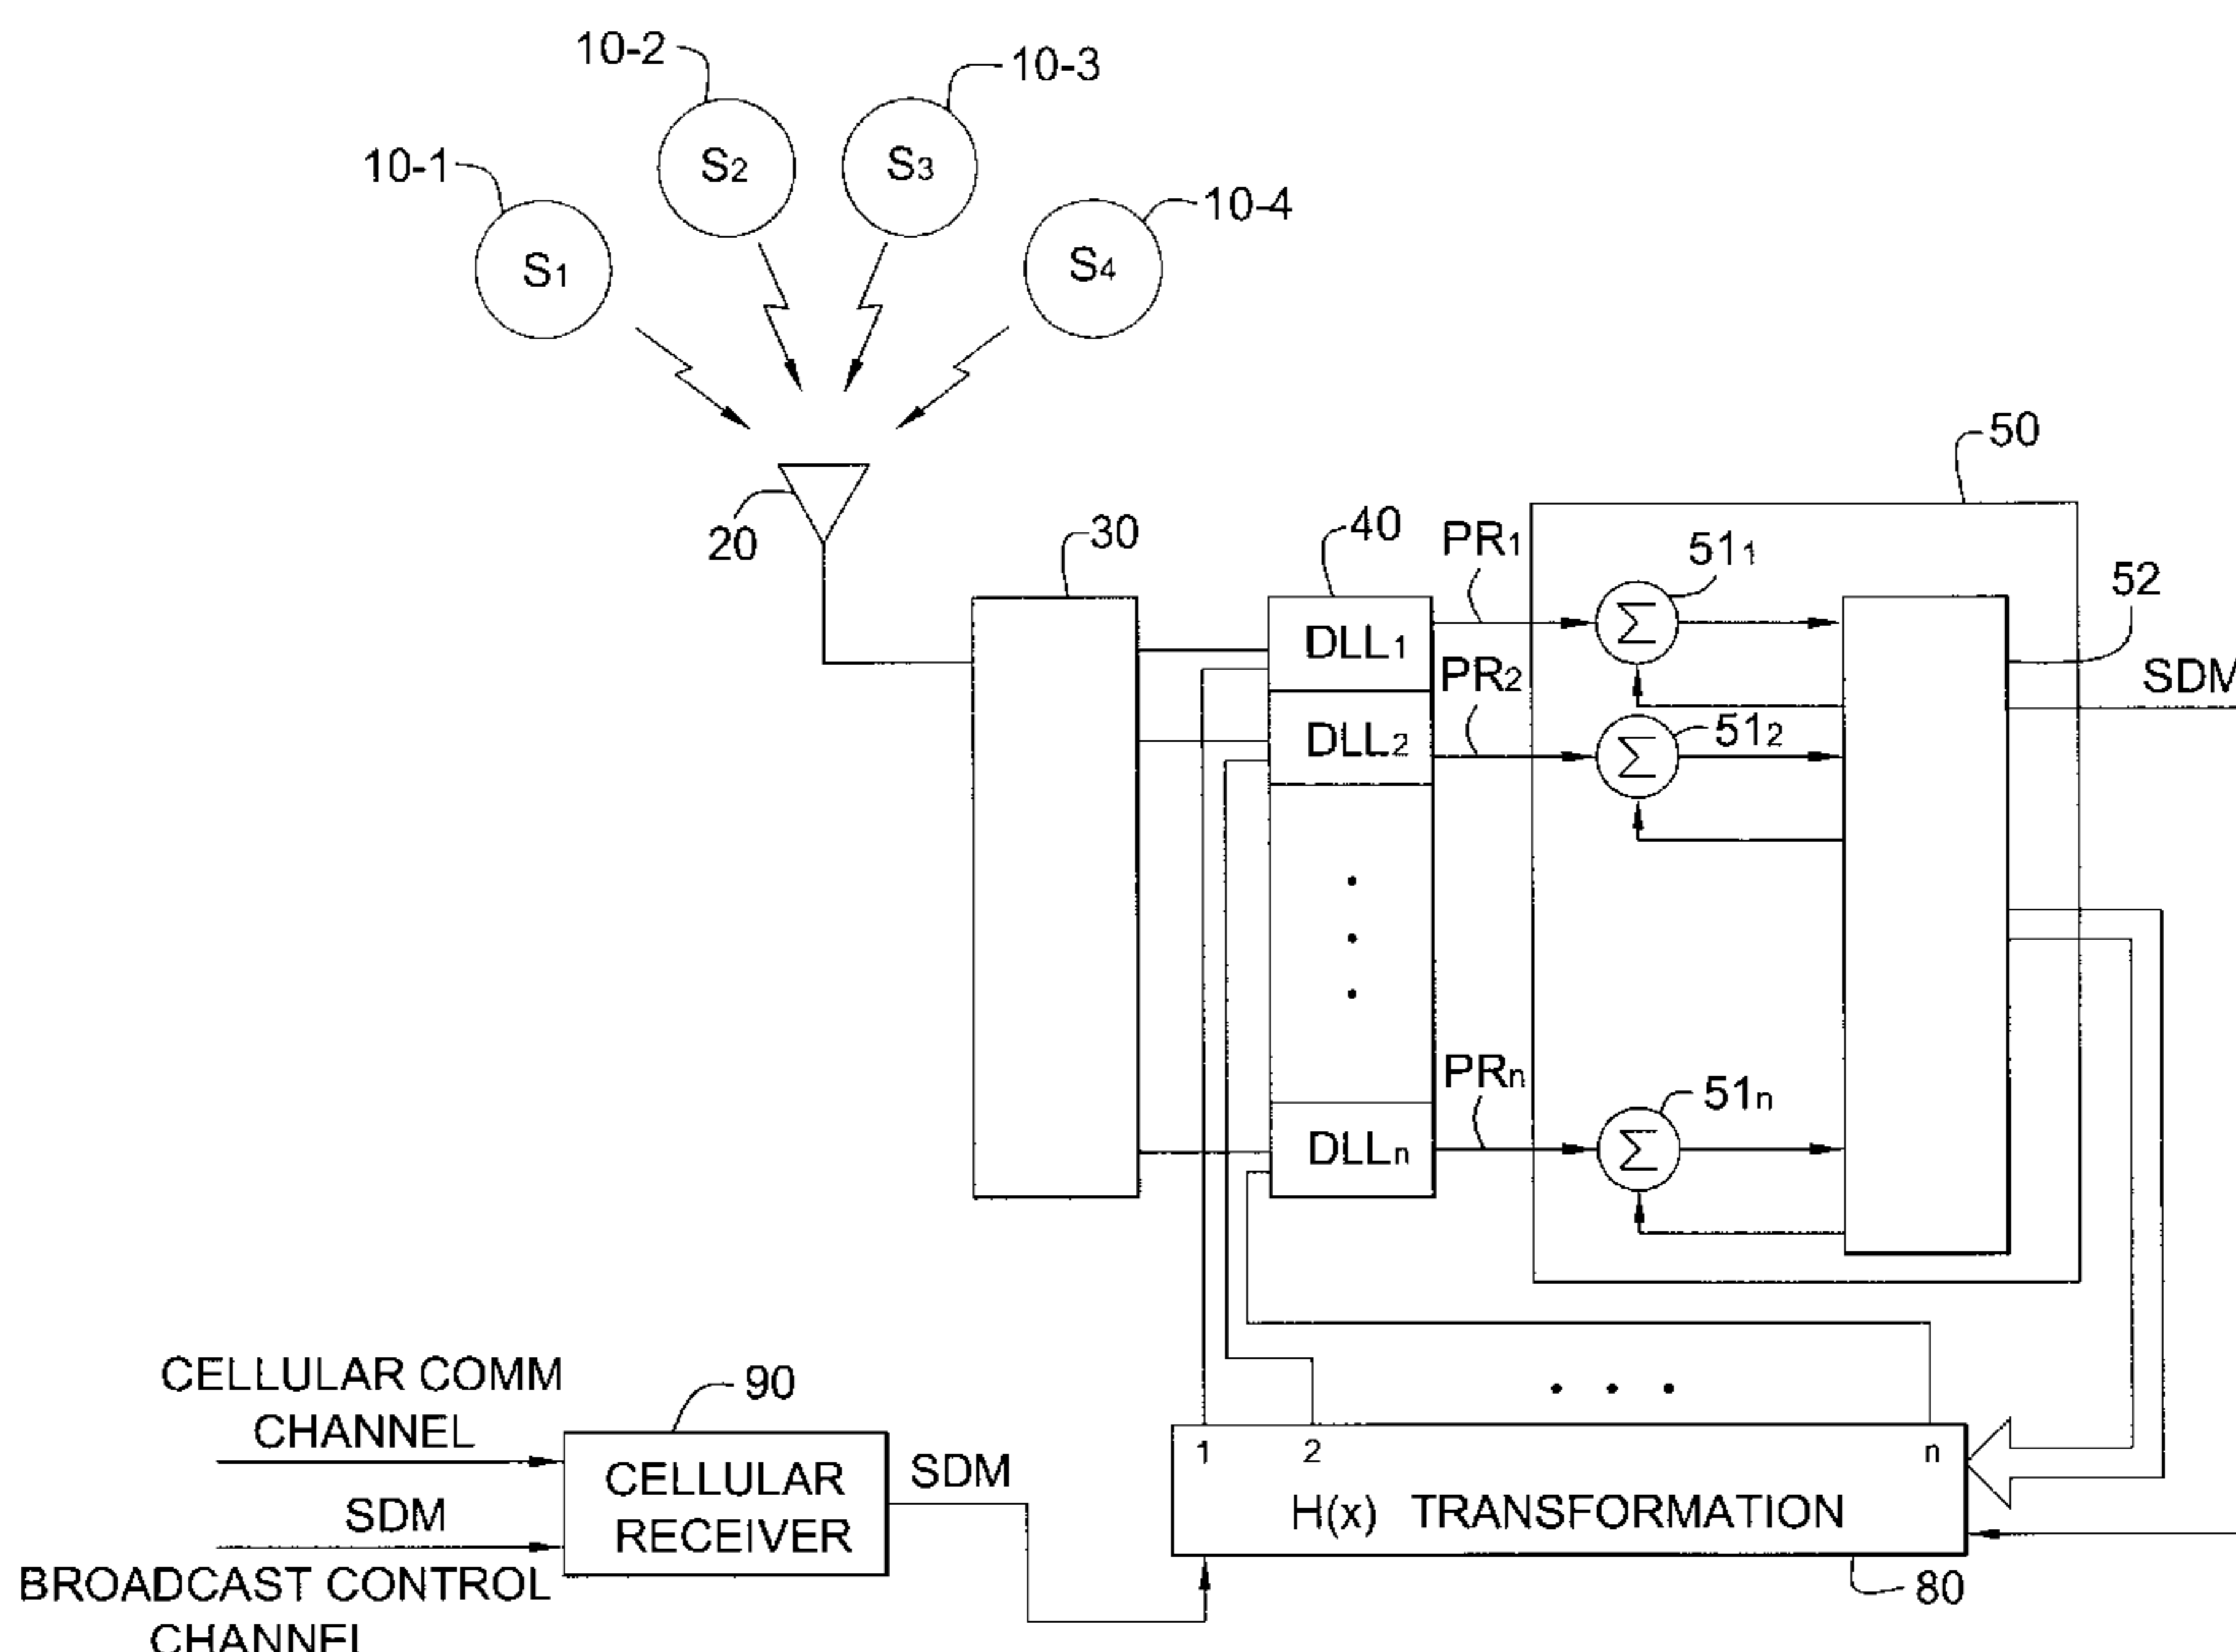 10-2
10-3
10-1
S2
S3
10-4
S1
S4
50
20
30
40
PR1
511
52
DLL1
PR2
SDM
DLL2
512
PRn
51n
DLLn
CELLULAR COMM
CHANNEL
90
SDM
1
2
n
CELLULAR
RECEIVER
SDM
H(x) TRANSFORMATION
BROADCAST CONTROL
CHANNEL
80